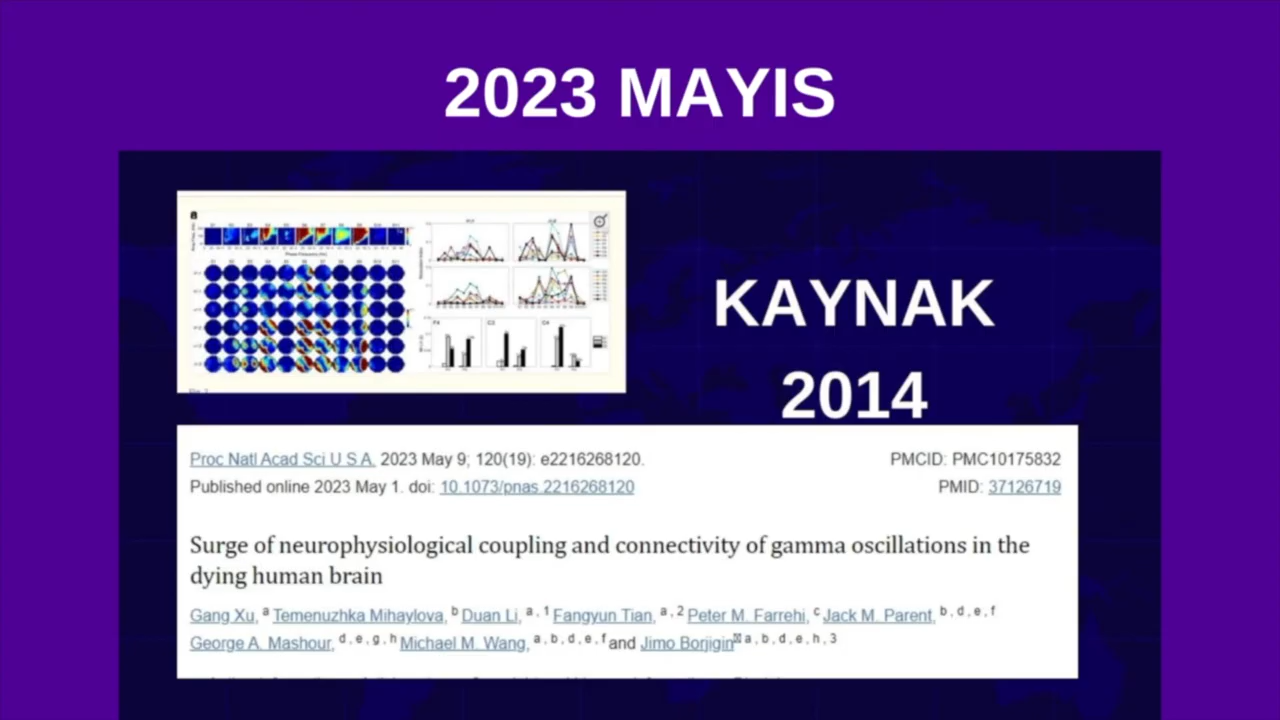 2023 MAYIS
KAYNAK
2014
Proc Natl Acad Sci U S A. 2023 May 9; 120(19): e2216268120.
PMCID: PMC10175832
Published online 2023 May 1. doi: 10.1073/pnas.2216268120
PMID: 37126719
Surge of neurophysiological coupling and connectivity of gamma oscillations in the
dying human brain
Gang Xu, a Temenuzhka Mihaylova, b Duan Li, a , 1 Fangyun Tian, a , 2 Peter M. Farrehi, c Jack M. Parent, b , d , e , f
George A. Mashour, d , e , g , h Michael M. Wang, a , b , d , e , f and Jimo Borjigin a , b , d , e , h , 3